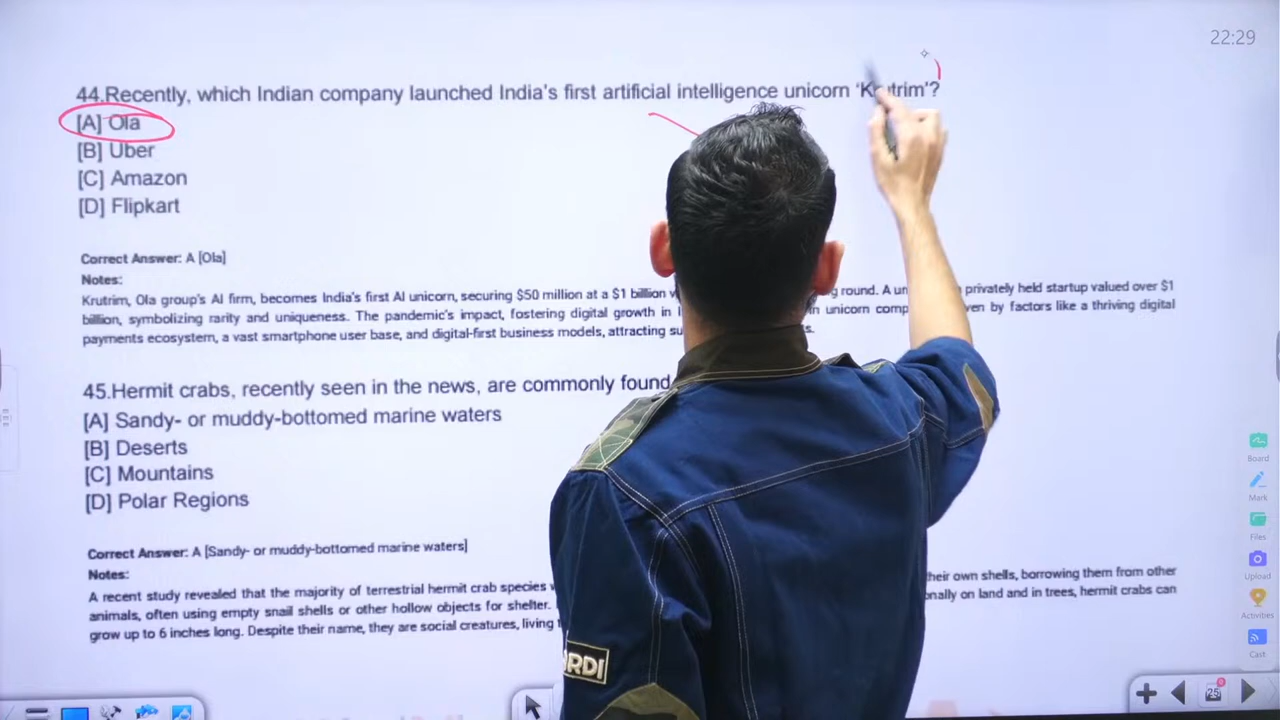 22:29
44.Recently, which Indian company launched India's first artificial intelligence unicorn 'Krutrim'?
[A] Ola
[B] Uber
[C] Amazon
[D] Flipkart
Correct Answer: A [Ola]
Notes:
Krutrim, Ola group's AI firm, becomes India's first AI unicorn, securing $50 million at a $1 billion round. A privately held startup valued over $1
billion, symbolizing rarity and uniqueness. The pandemic's impact, fostering digital growth in unicorn by factors like a thriving digital
payments ecosystem, a vast smartphone user base, and digital-first business models, attracting
45.Hermit crabs, recently seen in the news, are commonly found
[A] Sandy- or muddy-bottomed marine waters
[B] Deserts
[C] Mountains
[D] Polar Regions
Correct Answer: A [Sandy- or muddy-bottomed marine waters]
Notes:
A recent study revealed that the majority of terrestrial hermit crab species their own shells, borrowing them from other
animals, often using empty snail shells or other hollow objects for shelter. on land and in trees, hermit crabs can
grow up to 6 inches long. Despite their name, they are social creatures, living
Board
Mark
Files
Upload
Activities
Cast
25